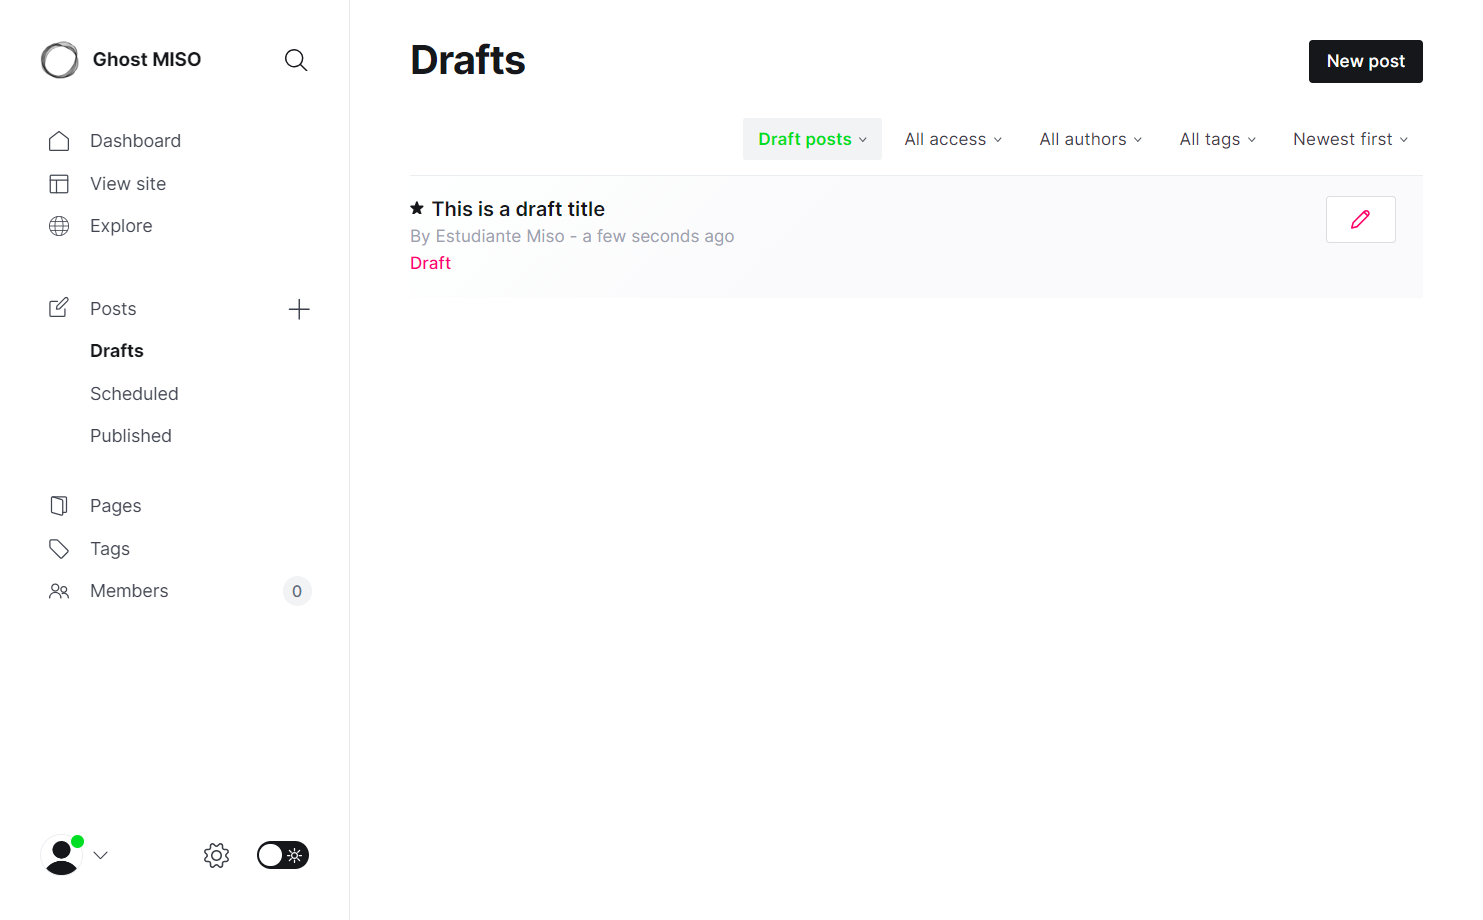 Ghost MISO
Dashboard
View site
Explore
Posts
Drafts
Scheduled
Published
Pages
Tags
Members 0
Drafts
New post
Draft posts All access All authors All tags Newest first
This is a draft title
By Estudiante Miso - a few seconds ago
Draft